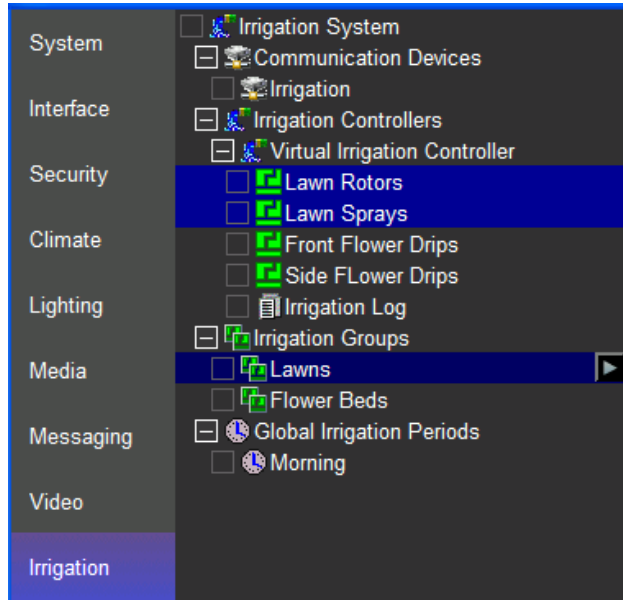 System
Interface
Security
Climate
Lighting
Media
Messaging
Video
Irrigation
Irrigation System
Communication Devices
Irrigation
Irrigation Controllers
Virtual Irrigation Controller
Lawn Rotors
Lawn Sprays
Front Flower Drips
Side FLower Drips
Irrigation Log
Irrigation Groups
Lawns
Flower Beds
Global Irrigation Periods
Morning